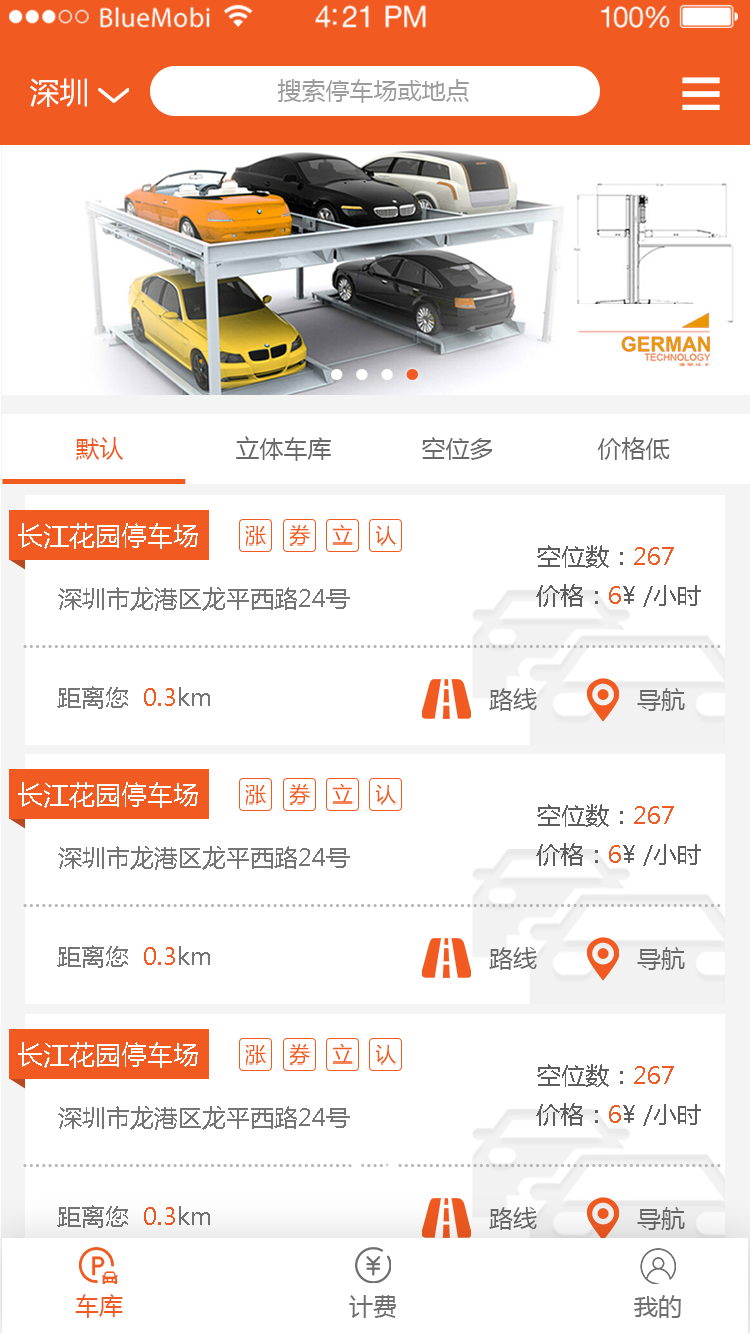 BlueMobi 4:21 PM 100%
深圳 搜索停车场或地点
GERMAN
TECHNOLOGY
默认 立体车库 空位多 价格低
长江花园停车场 涨 券 立 认
空位数：267
深圳市龙港区龙平西路24号
价格：6¥ /小时
距离您 0.3km 路线 导航
长江花园停车场 涨 券 立 认
空位数：267
深圳市龙港区龙平西路24号
价格：6¥ /小时
距离您 0.3km 路线 导航
长江花园停车场 涨 券 立 认
空位数：267
深圳市龙港区龙平西路24号
价格：6¥ /小时
距离您 0.3km 路线 导航
车库 计费 我的